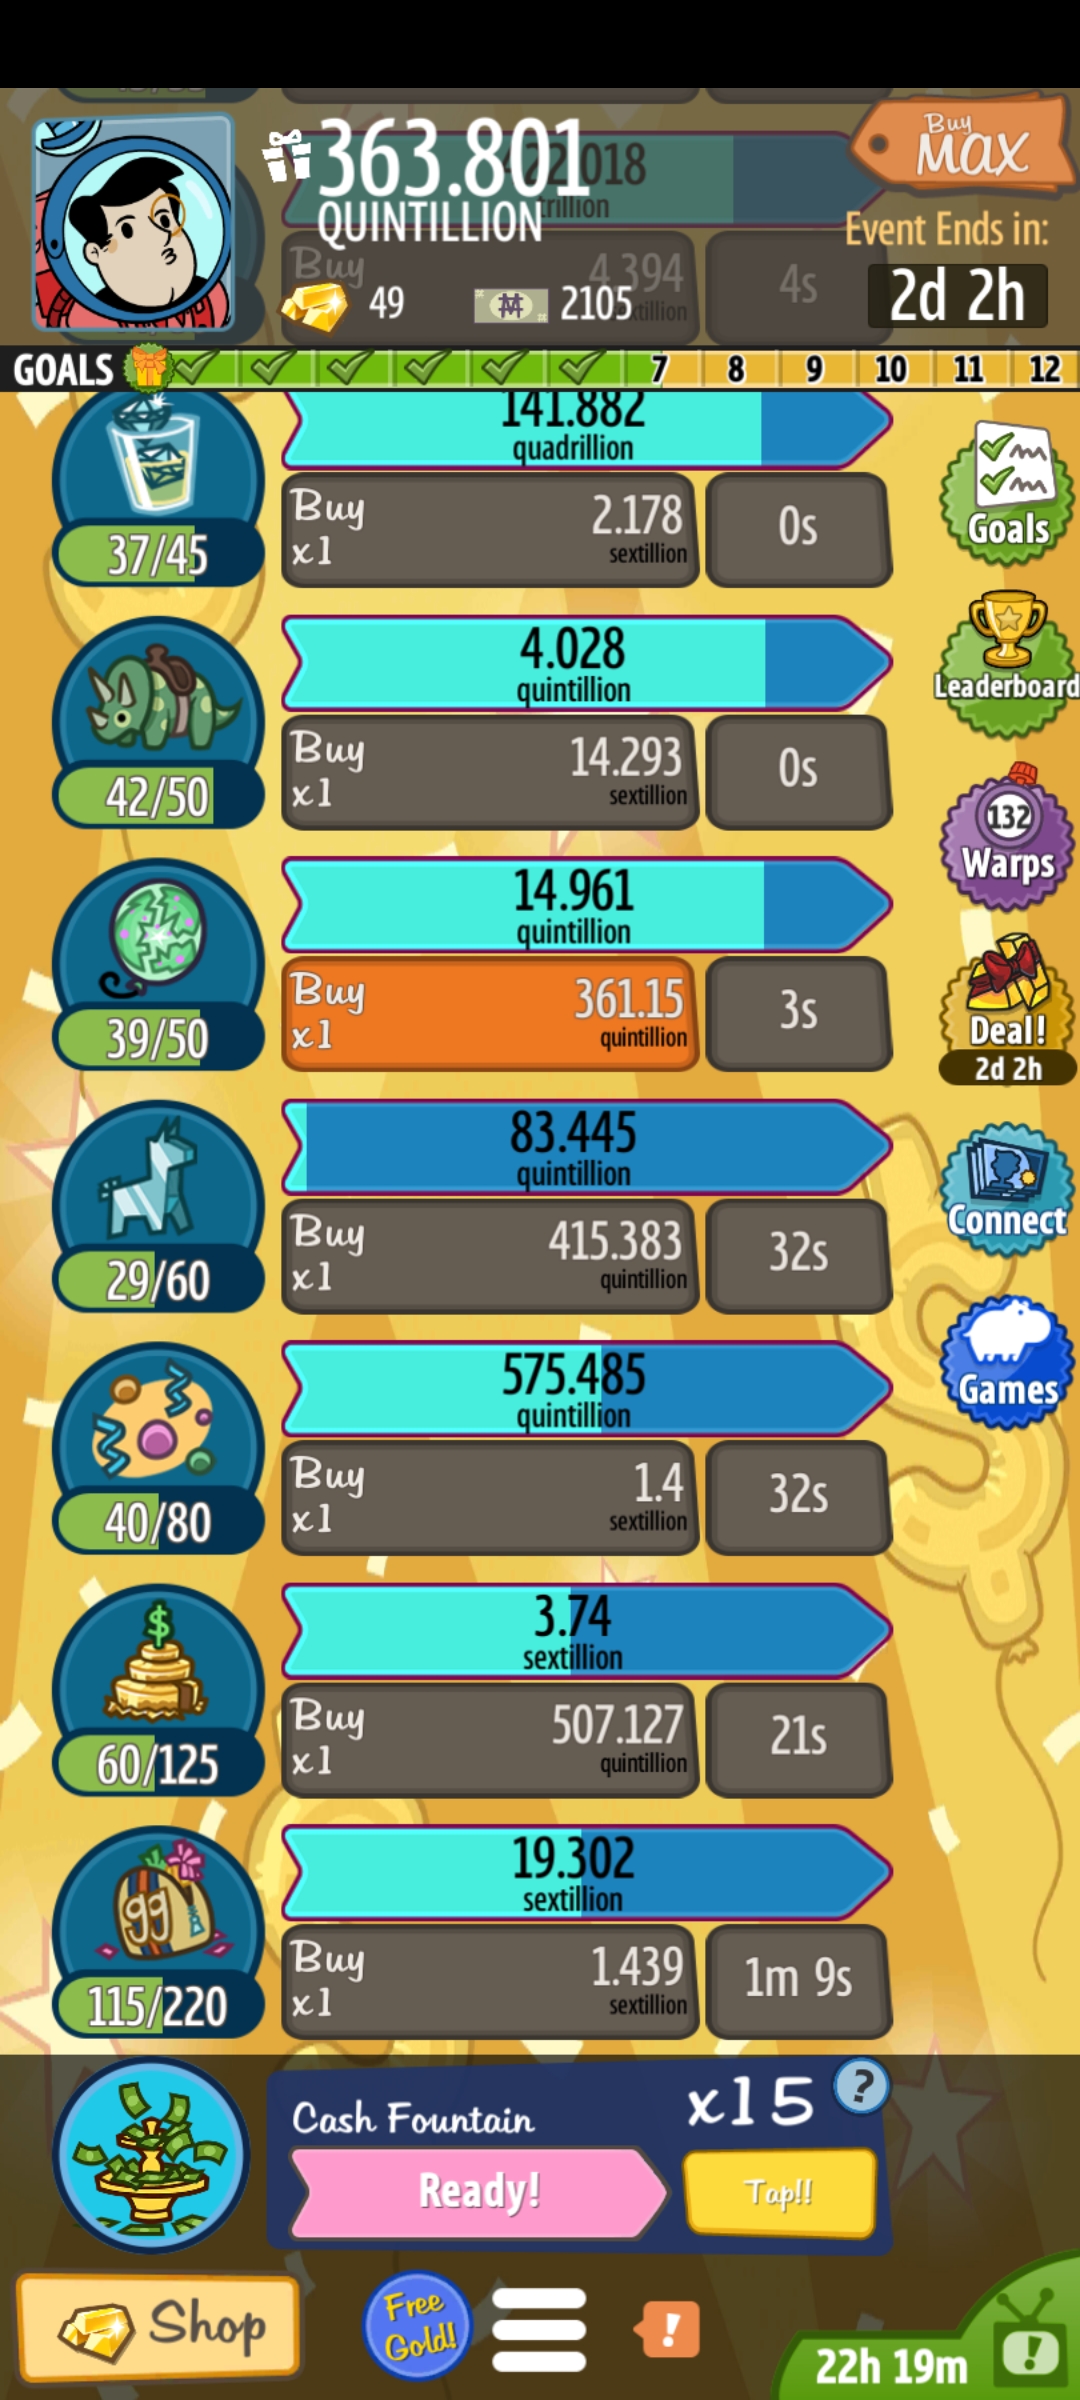 363.801
QUINTILLION
49
2105
Buy
MAX
Event Ends in:
2d 2h
Buy
4.394
4s
GOALS
7
8
9
10
11
12
141.882
quadrillion
37/45
Buy
x1
2.178
sextillion
0s
Goals
4.028
quintillion
42/50
Buy
x1
14.293
sextillion
0s
Leaderboard
14.961
quintillion
39/50
Buy
x1
361.15
quintillion
3s
132
Warps
Deal!
2d 2h
83.445
quintillion
29/60
Buy
x1
415.383
quintillion
32s
Connect
575.485
quintillion
40/80
Buy
x1
1.4
sextillion
32s
Games
$
3.74
sextillion
60/125
Buy
x1
507.127
quintillion
21s
99
19.302
sextillion
115/220
Buy
x1
1.439
sextillion
1m 9s
Cash Fountain
x15
?
Ready!
Tap!!
Shop
Free
Gold!
!
22h 19m
!